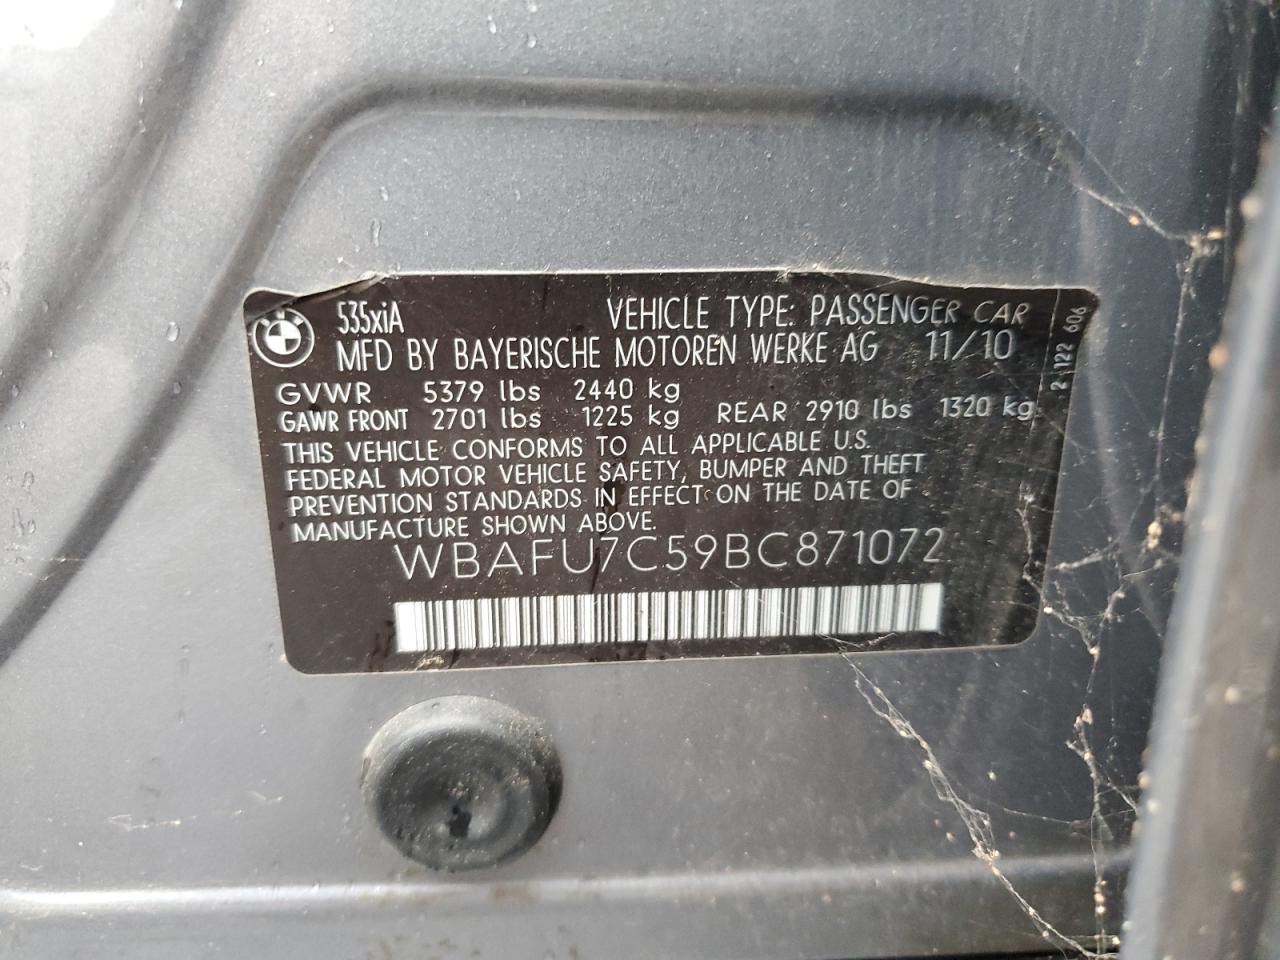 535xiA VEHICLE TYPE: PASSENGER CAR
MFD BY BAYERISCHE MOTOREN WERKE AG 11/10
GVWR 5379 lbs 2440 kg
GAWR FRONT 2701 lbs 1225 kg REAR 2910 lbs 1320 kg
THIS VEHICLE CONFORMS TO ALL APPLICABLE U.S.
FEDERAL MOTOR VEHICLE SAFETY, BUMPER AND THEFT
PREVENTION STANDARDS IN EFFECT ON THE DATE OF
MANUFACTURE SHOWN ABOVE.
WBAFU7C59BC871072
2 122 606